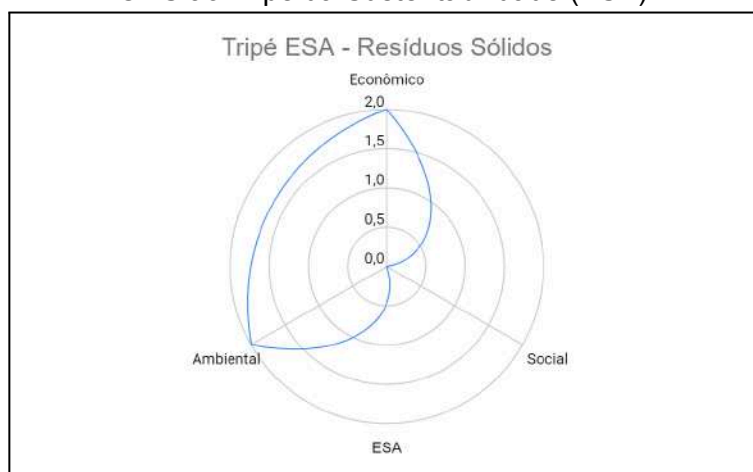 Tripé ESA - Resíduos Sólidos
Econômico
2,0
1,5
1,0
0,5
0,0
Ambiental
Social
ESA